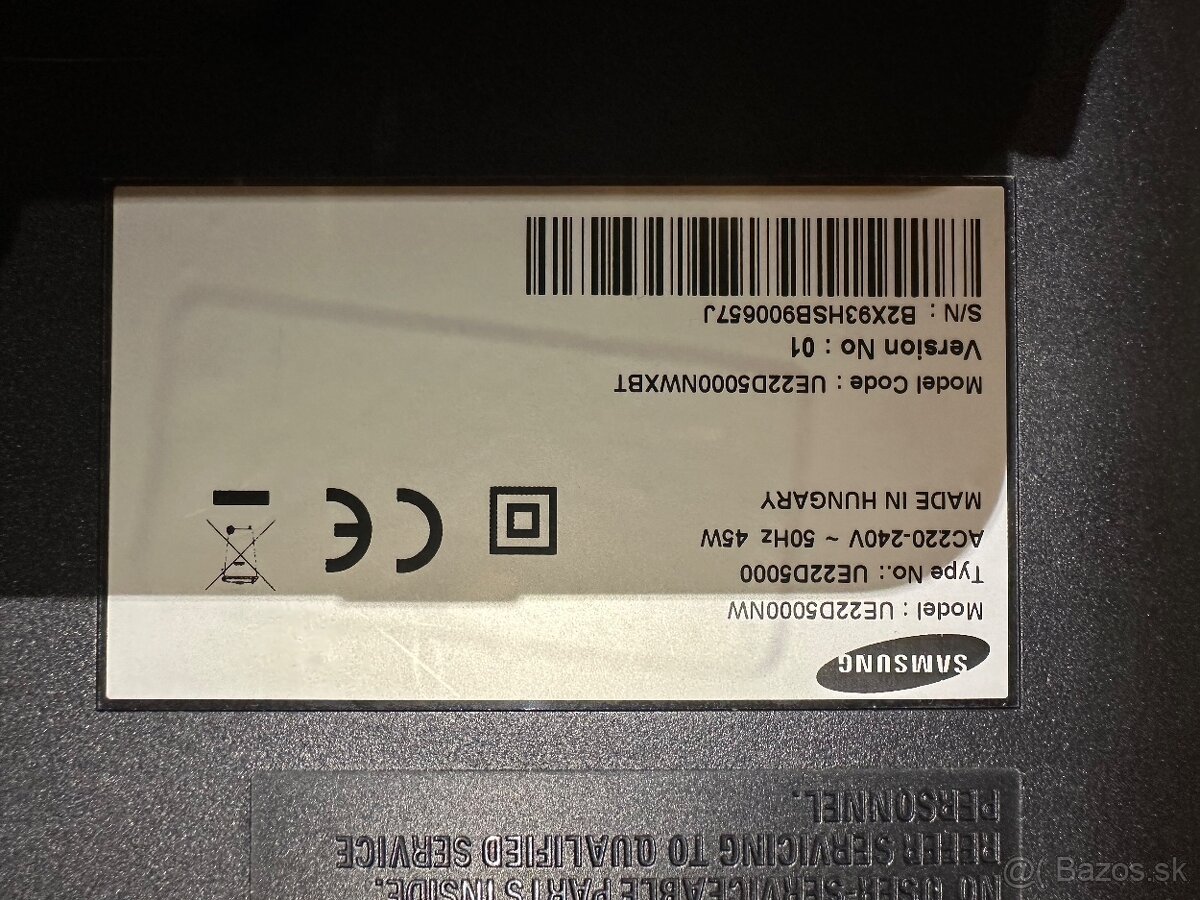 NO USER-SERVICEABLE PARTS INSIDE.
REFER SERVICING TO QUALIFIED SERVICE
PERSONNEL.
SAMSUNG
Model : UE22D5000NW
Type No.: UE22D5000
AC220-240V ~ 50Hz 45W
MADE IN HUNGARY
CE
Model Code : UE22D5000NWXBT
Version No : 01
S/N : B2X93HSB900657J
@( Bazos.sk